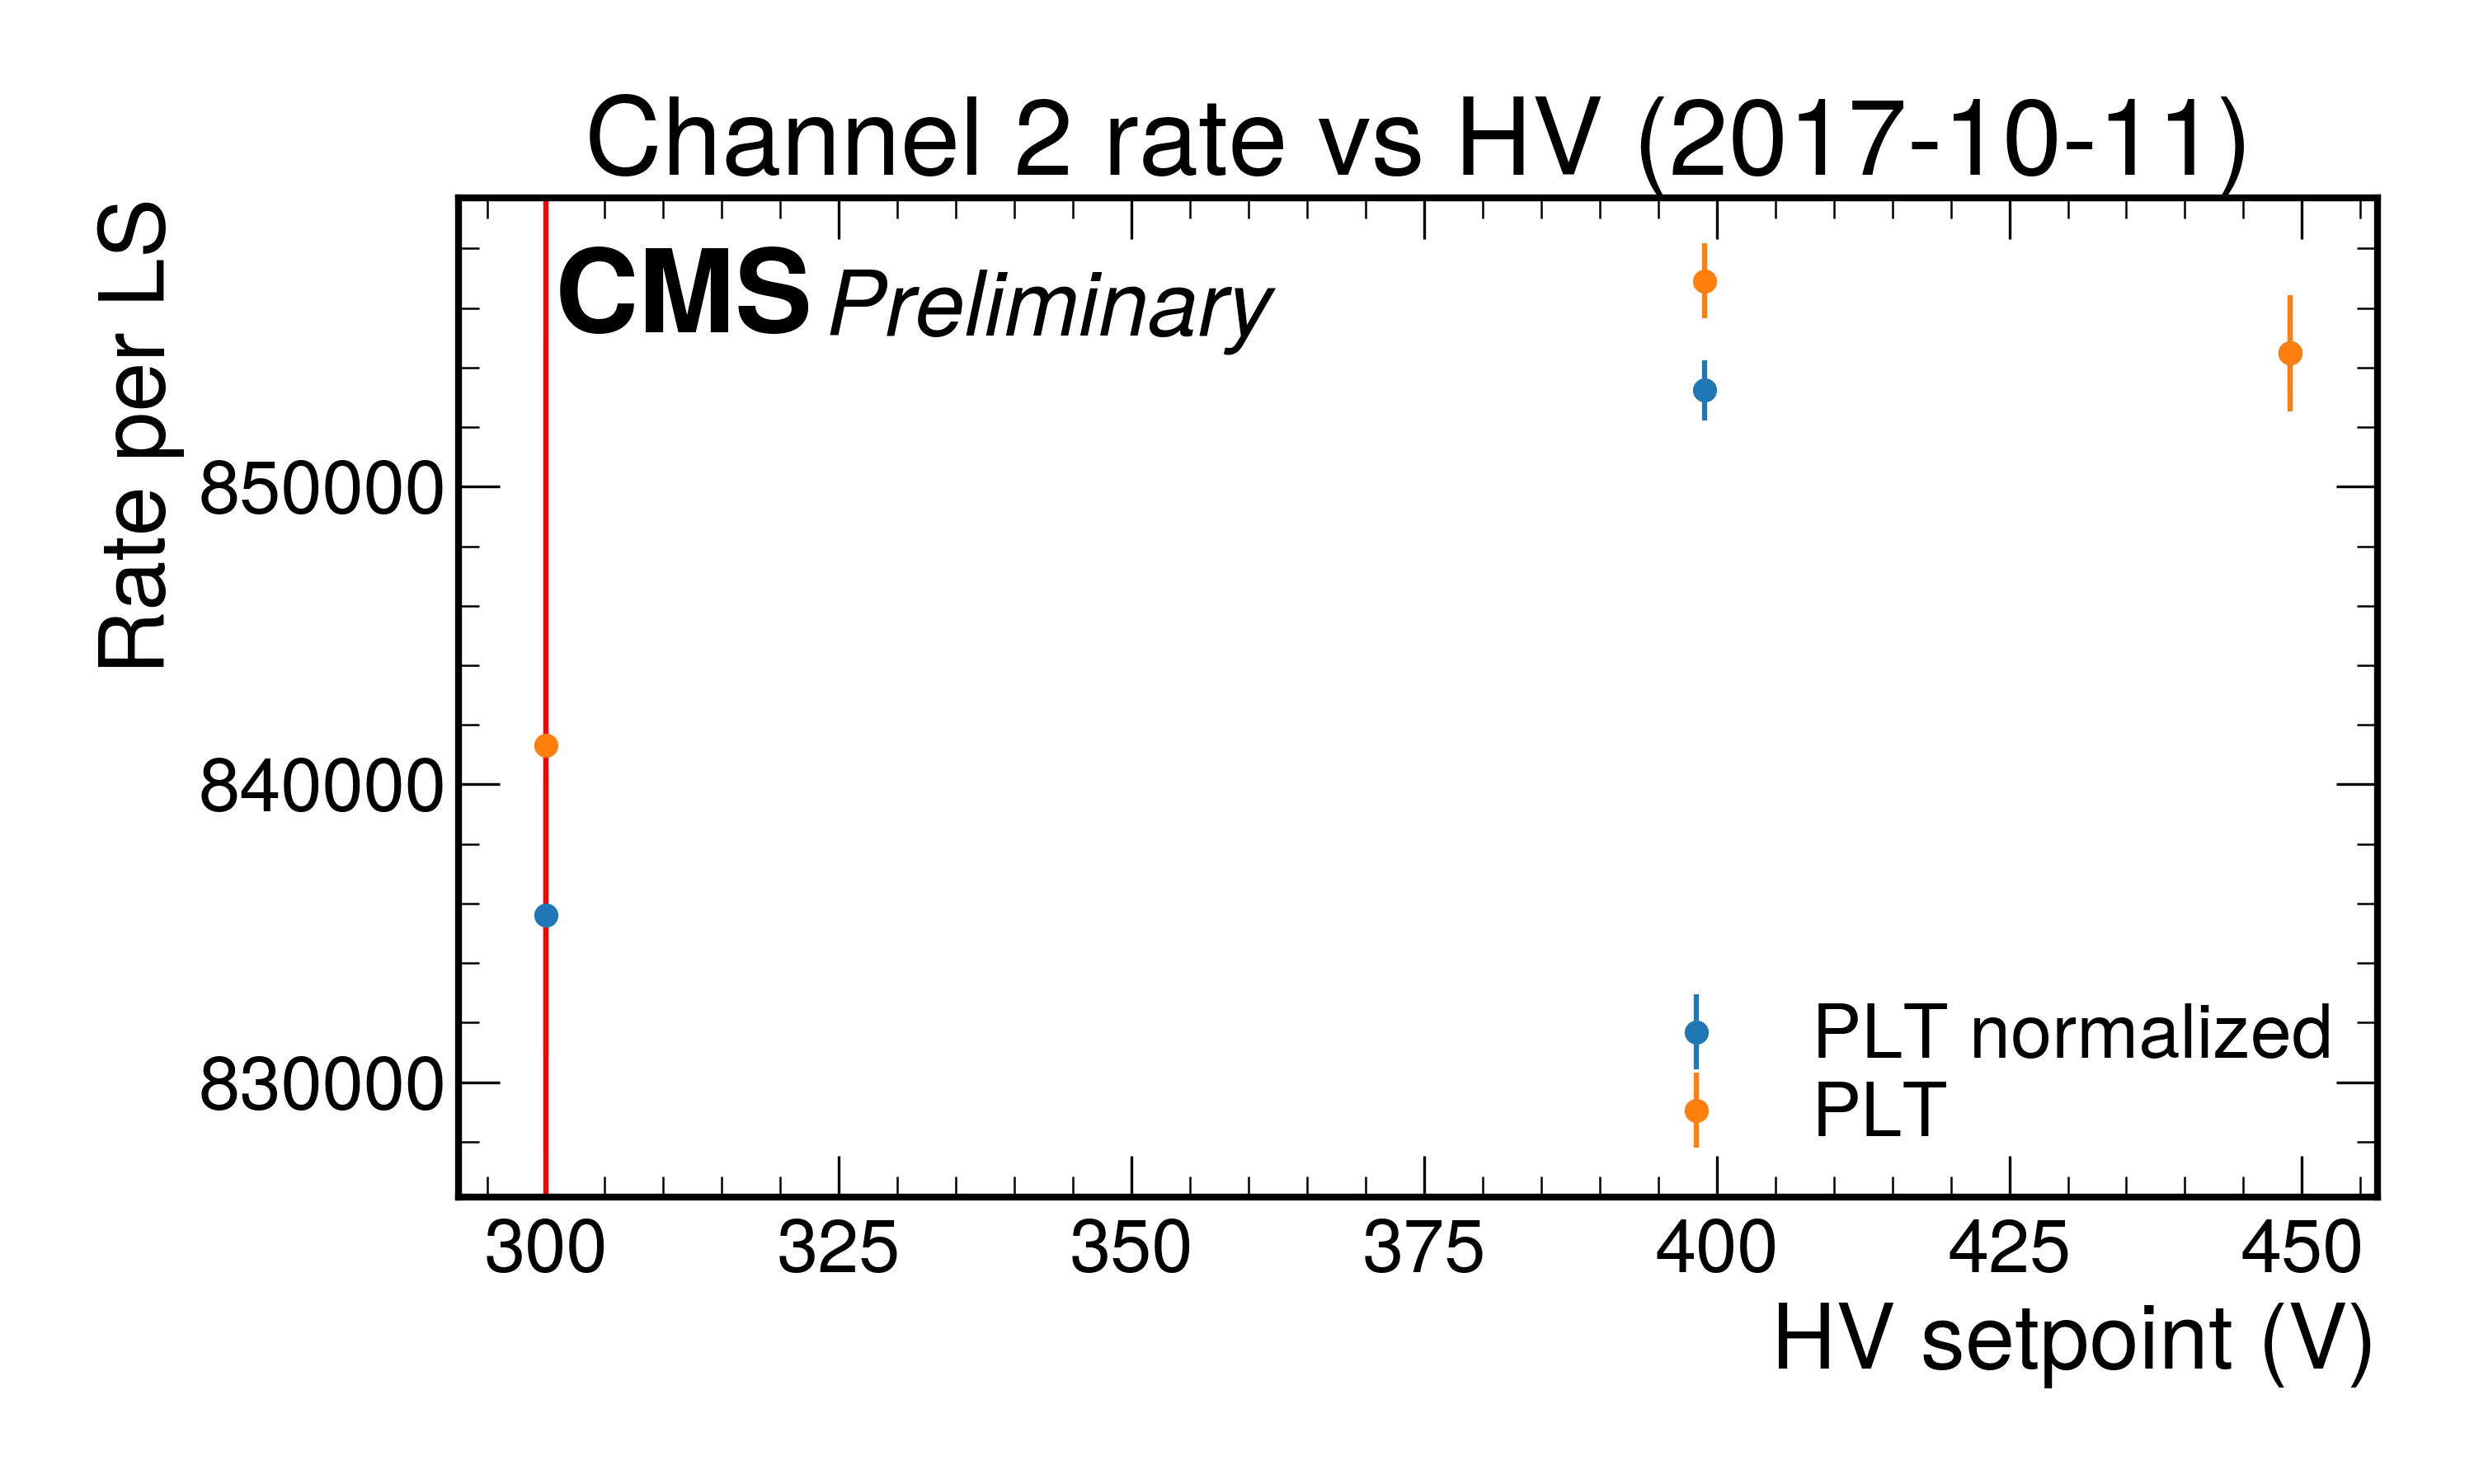 Channel 2 rate vs HV (2017-10-11)
CMS Preliminary
Rate per LS
850000
840000
830000
PLT normalized
PLT
300 325 350 375 400 425 450
HV setpoint (V)